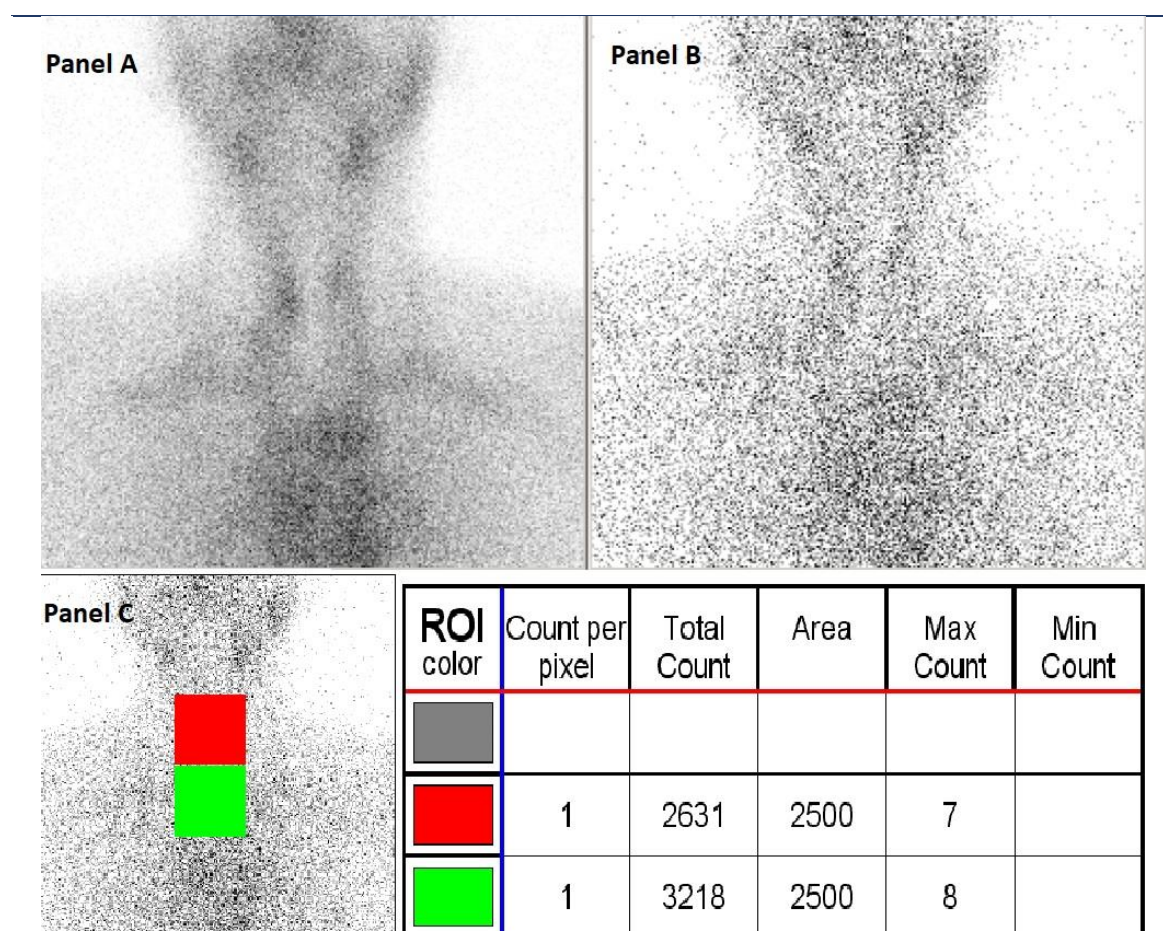 Panel A
Panel B
Panel C
ROI color Count per pixel Total Count Area Max Count Min Count
1 2631 2500 7
1 3218 2500 8